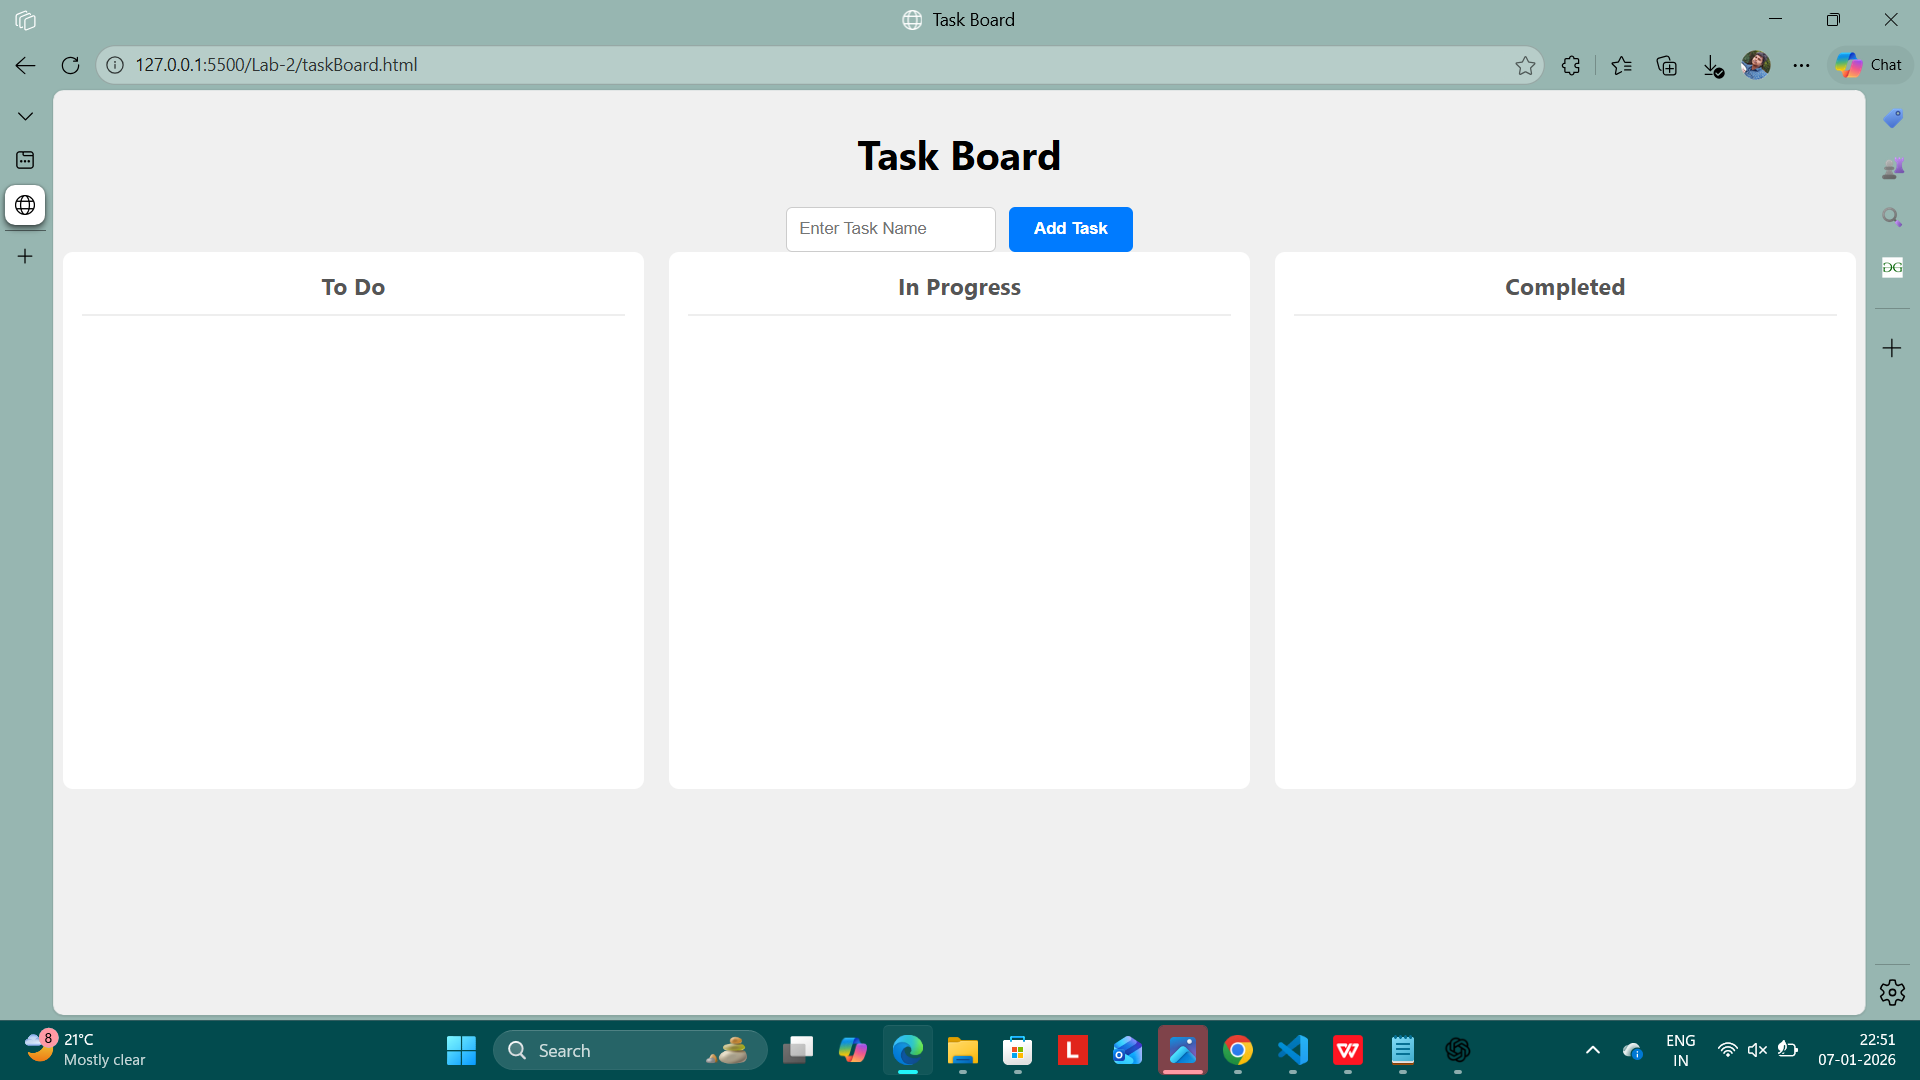 Task Board
127.0.0.1:5500/Lab-2/taskBoard.html
Chat
Task Board
Enter Task Name
Add Task
To Do
In Progress
Completed
8
21°C
Mostly clear
Search
L
W
ENG
IN
22:51
07-01-2026